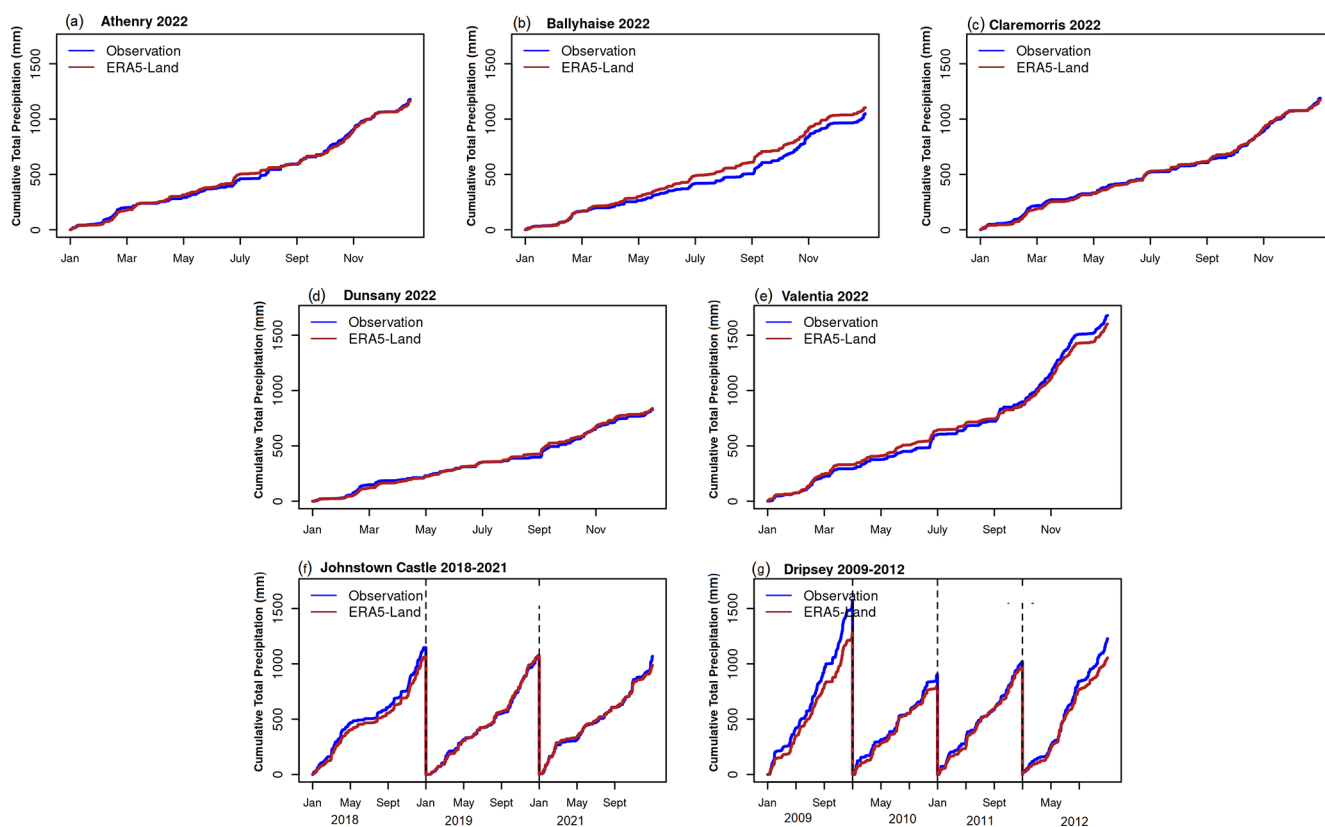 (a) Athenry 2022
Cumulative Total Precipitation (mm)
1500
1000
500
0
Observation
ERA5-Land
Jan Mar May July Sept Nov
(b) Ballyhaise 2022
Cumulative Total Precipitation (mm)
1500
1000
500
0
Observation
ERA5-Land
Jan Mar May July Sept Nov
(c) Claremorris 2022
Cumulative Total Precipitation (mm)
1500
1000
500
0
Observation
ERA5-Land
Jan Mar May July Sept Nov
(d) Dunsany 2022
Cumulative Total Precipitation (mm)
1500
1000
500
0
Observation
ERA5-Land
Jan Mar May July Sept Nov
(e) Valentia 2022
Cumulative Total Precipitation (mm)
1500
1000
500
0
Observation
ERA5-Land
Jan Mar May July Sept Nov
(f) Johnstown Castle 2018-2021
Cumulative Total Precipitation (mm)
1500
1000
500
0
Observation
ERA5-Land
Jan May Sept Jan May Sept Jan May Sept
2018 2019 2021
(g) Dripsey 2009-2012
Cumulative Total Precipitation (mm)
1500
1000
500
0
Observation
ERA5-Land
Jan Sept May Jan Sept May
2009 2010 2011 2012